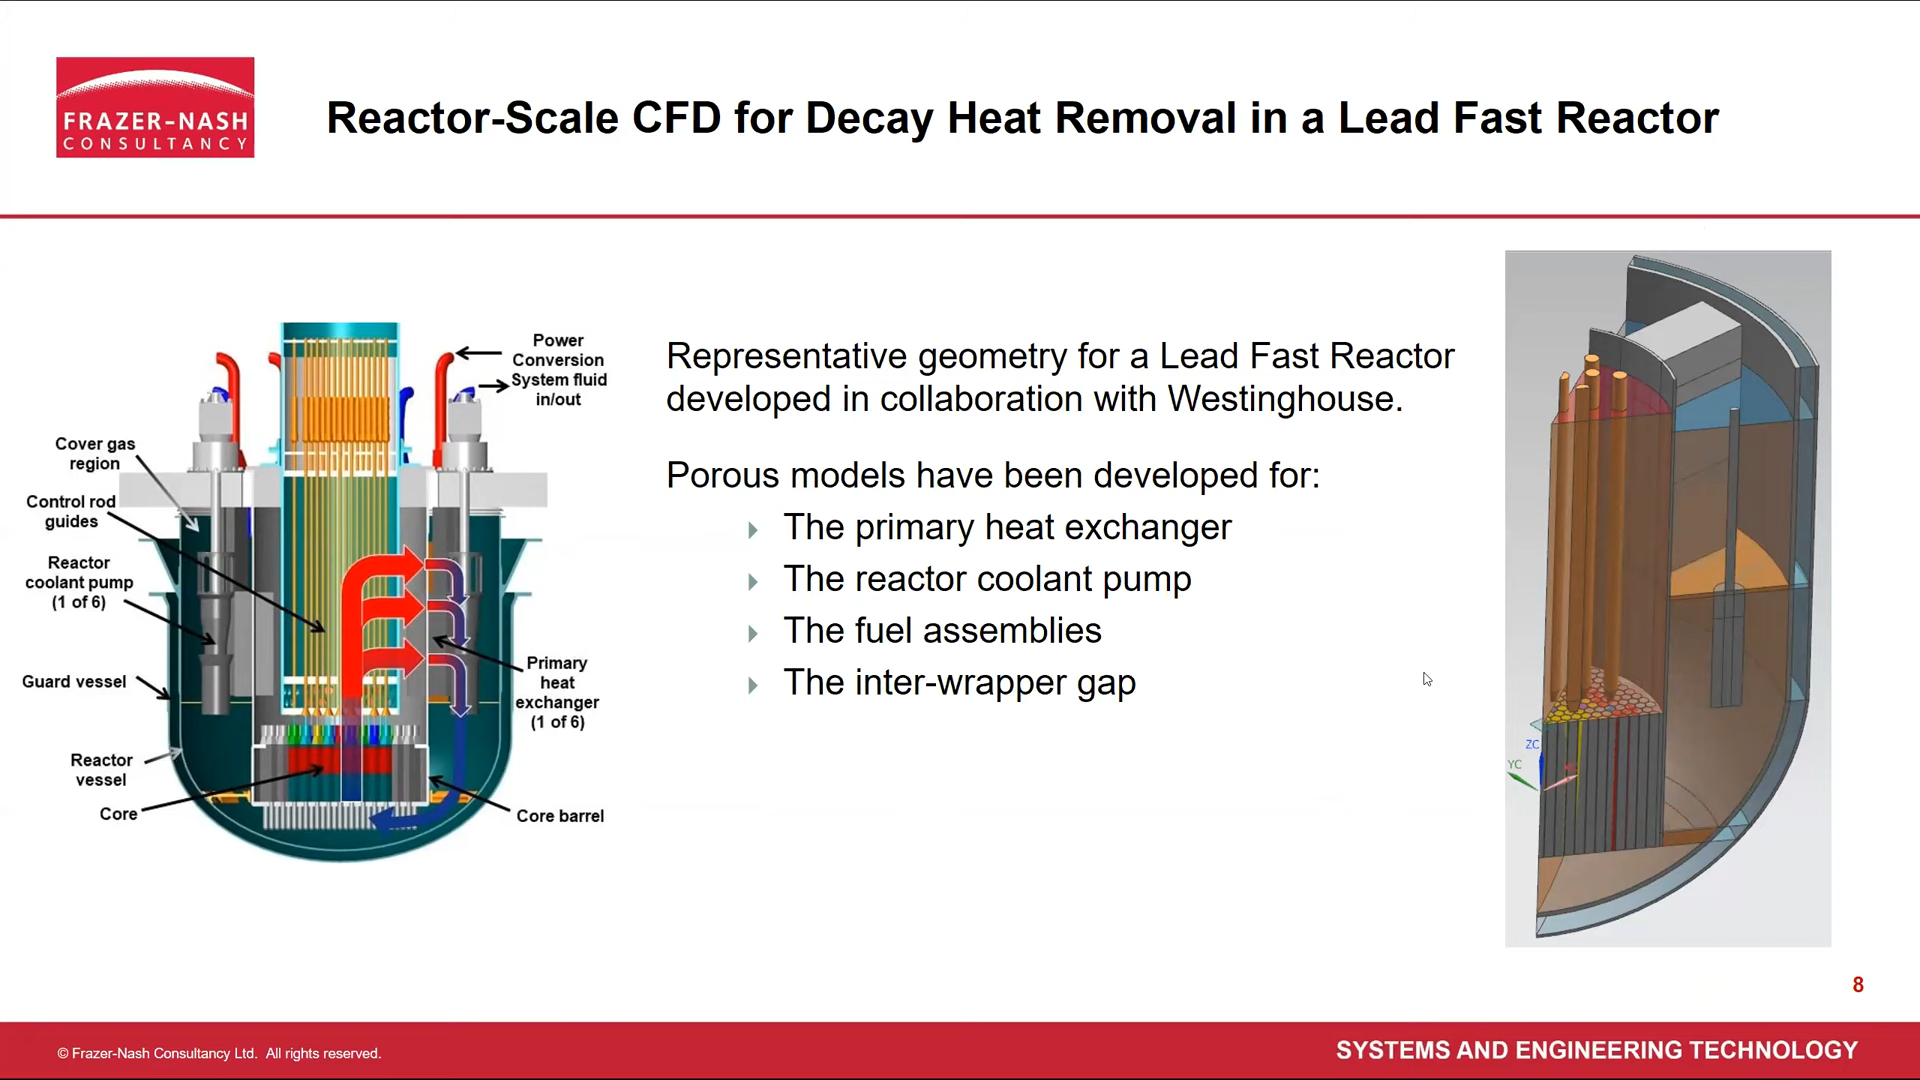 FRAZER-NASH
CONSULTANCY
Reactor-Scale CFD for Decay Heat Removal in a Lead Fast Reactor
Power
Conversion
System fluid
in/out
Cover gas
region
Control rod
guides
Reactor
coolant pump
(1 of 6)
Guard vessel
Reactor
vessel
Core
Primary
heat
exchanger
(1 of 6)
Core barrel
Representative geometry for a Lead Fast Reactor
developed in collaboration with Westinghouse.
Porous models have been developed for:
The primary heat exchanger
The reactor coolant pump
The fuel assemblies
The inter-wrapper gap
ZC
YC
8
© Frazer-Nash Consultancy Ltd. All rights reserved.
SYSTEMS AND ENGINEERING TECHNOLOGY